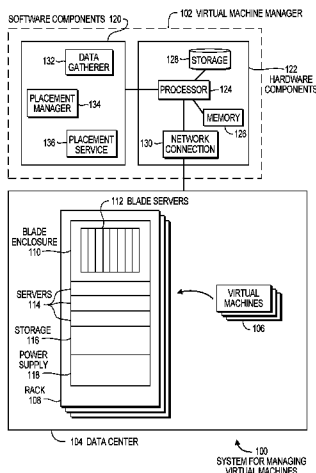 SOFTWARE COMPONENTS 120
102 VIRTUAL MACHINE MANAGER
132
DATA
GATHERER
PLACEMENT
MANAGER
134
136
PLACEMENT
SERVICE
128
STORAGE
PROCESSOR
124
MEMORY
126
130
NETWORK
CONNECTION
122
HARDWARE
COMPONENTS
112 BLADE SERVERS
BLADE
ENCLOSURE
110
SERVERS
114
STORAGE
116
POWER
SUPPLY
118
RACK
108
VIRTUAL
MACHINES
106
104 DATA CENTER
100
SYSTEM FOR MANAGING
VIRTUAL MACHINES